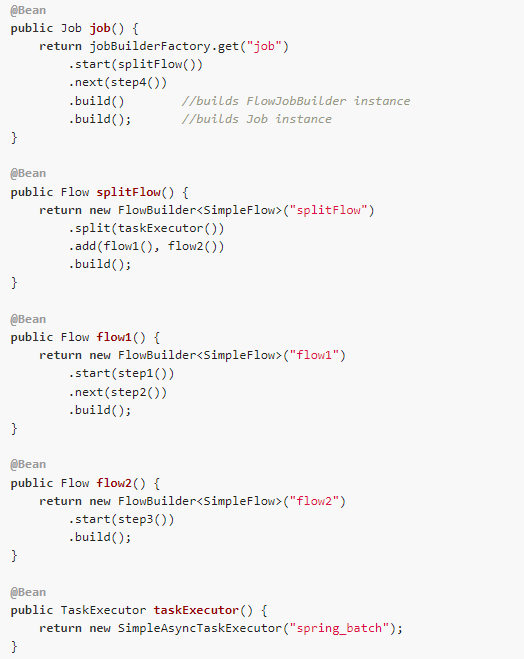 @Bean
public Job job() {
    return jobBuilderFactory.get("job")
        .start(splitFlow())
        .next(step4())
        .build()        //builds FlowJobBuilder instance
        .build();       //builds Job instance
}

@Bean
public Flow splitFlow() {
    return new FlowBuilder<SimpleFlow>("splitFlow")
        .split(taskExecutor())
        .add(flow1(), flow2())
        .build();
}

@Bean
public Flow flow1() {
    return new FlowBuilder<SimpleFlow>("flow1")
        .start(step1())
        .next(step2())
        .build();
}

@Bean
public Flow flow2() {
    return new FlowBuilder<SimpleFlow>("flow2")
        .start(step3())
        .build();
}

@Bean
public TaskExecutor taskExecutor() {
    return new SimpleAsyncTaskExecutor("spring_batch");
}